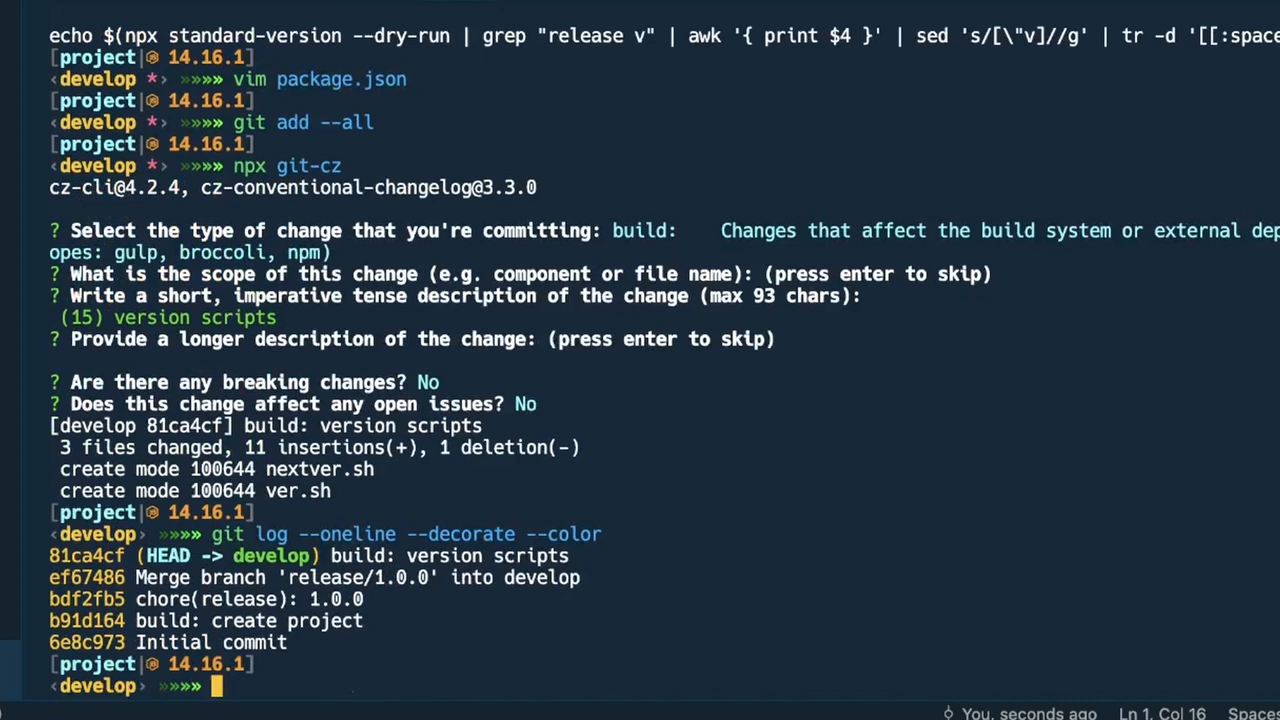 echo $(npx standard-version --dry-run | grep "release v" | awk '{ print $4 }' | sed 's/[\"v]//g' | tr -d '[[:space
[project| 14.16.1]
‹develop *› »»»» vim package.json
[project| 14.16.1]
‹develop *› »»»» git add --all
[project| 14.16.1]
‹develop *› »»»» npx git-cz
cz-cli@4.2.4, cz-conventional-changelog@3.3.0
? Select the type of change that you're committing: build:    Changes that affect the build system or external dep
opes: gulp, broccoli, npm)
? What is the scope of this change (e.g. component or file name): (press enter to skip)
? Write a short, imperative tense description of the change (max 93 chars):
(15) version scripts
? Provide a longer description of the change: (press enter to skip)
? Are there any breaking changes? No
? Does this change affect any open issues? No
[develop 81ca4cf] build: version scripts
3 files changed, 11 insertions(+), 1 deletion(-)
create mode 100644 nextver.sh
create mode 100644 ver.sh
[project| 14.16.1]
‹develop› »»»» git log --oneline --decorate --color
81ca4cf (HEAD -> develop) build: version scripts
ef67486 Merge branch 'release/1.0.0' into develop
bdf2fb5 chore(release): 1.0.0
b91d164 build: create project
6e8c973 Initial commit
[project| 14.16.1]
‹develop› »»»»
You, seconds ago Ln 1, Col 16 Spaces